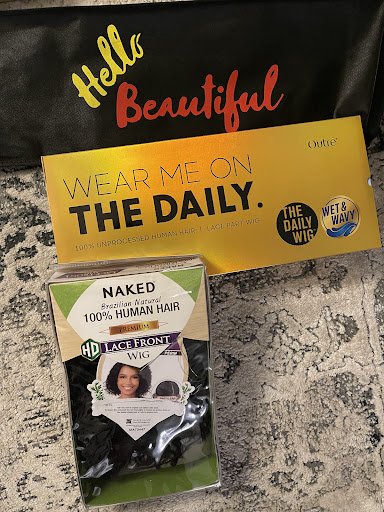 Hello
Beautiful
Outre
WEAR ME ON
THE DAILY.
100% UNPROCESSED HUMAN HAIR
LACE PART WIG
THE
DAILY
WIG
WET &
WAVY
NAKED
Brazilian Natural
100% HUMAN HAIR
PREMIUM
HD LACE FRONT
WIG